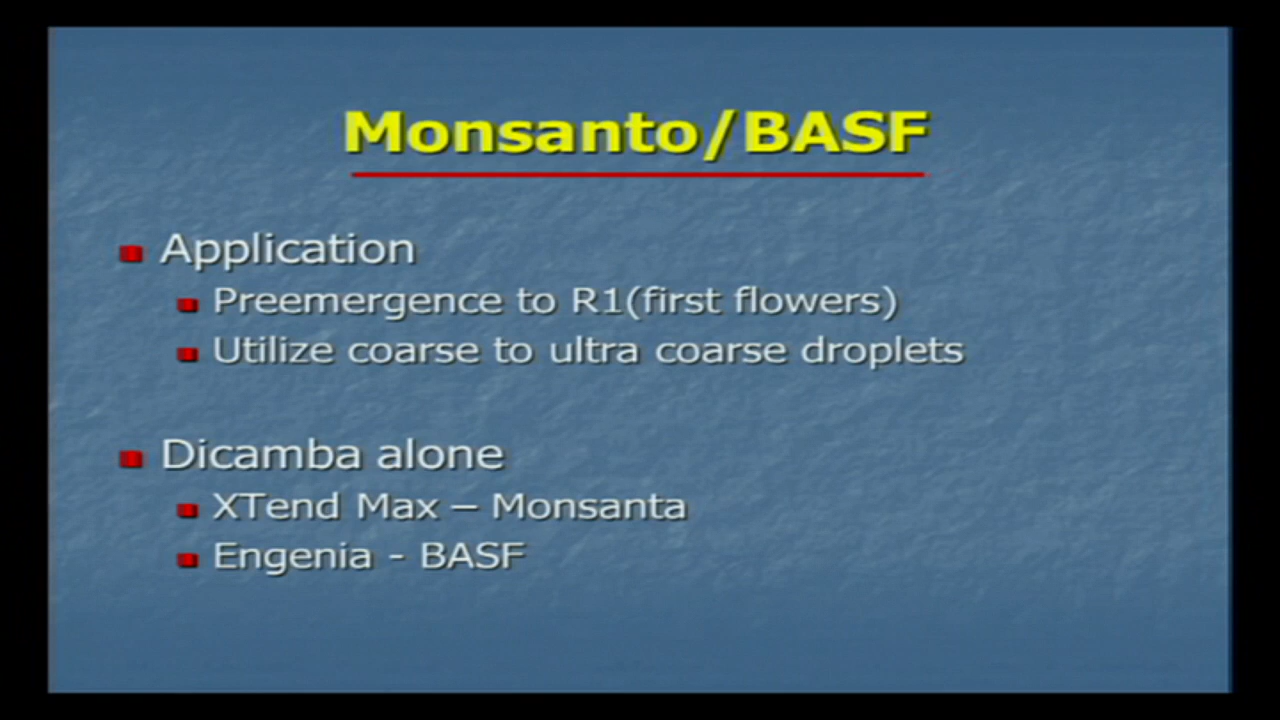 Monsanto/BASF
Application
Preemergence to R1(first flowers)
Utilize coarse to ultra coarse droplets
Dicamba alone
XTend Max – Monsanta
Engenia - BASF